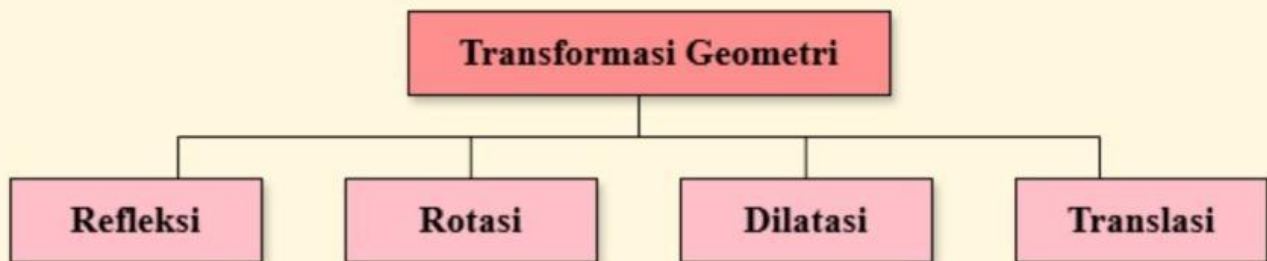 Transformasi Geometri
Refleksi
Rotasi
Dilatasi
Translasi